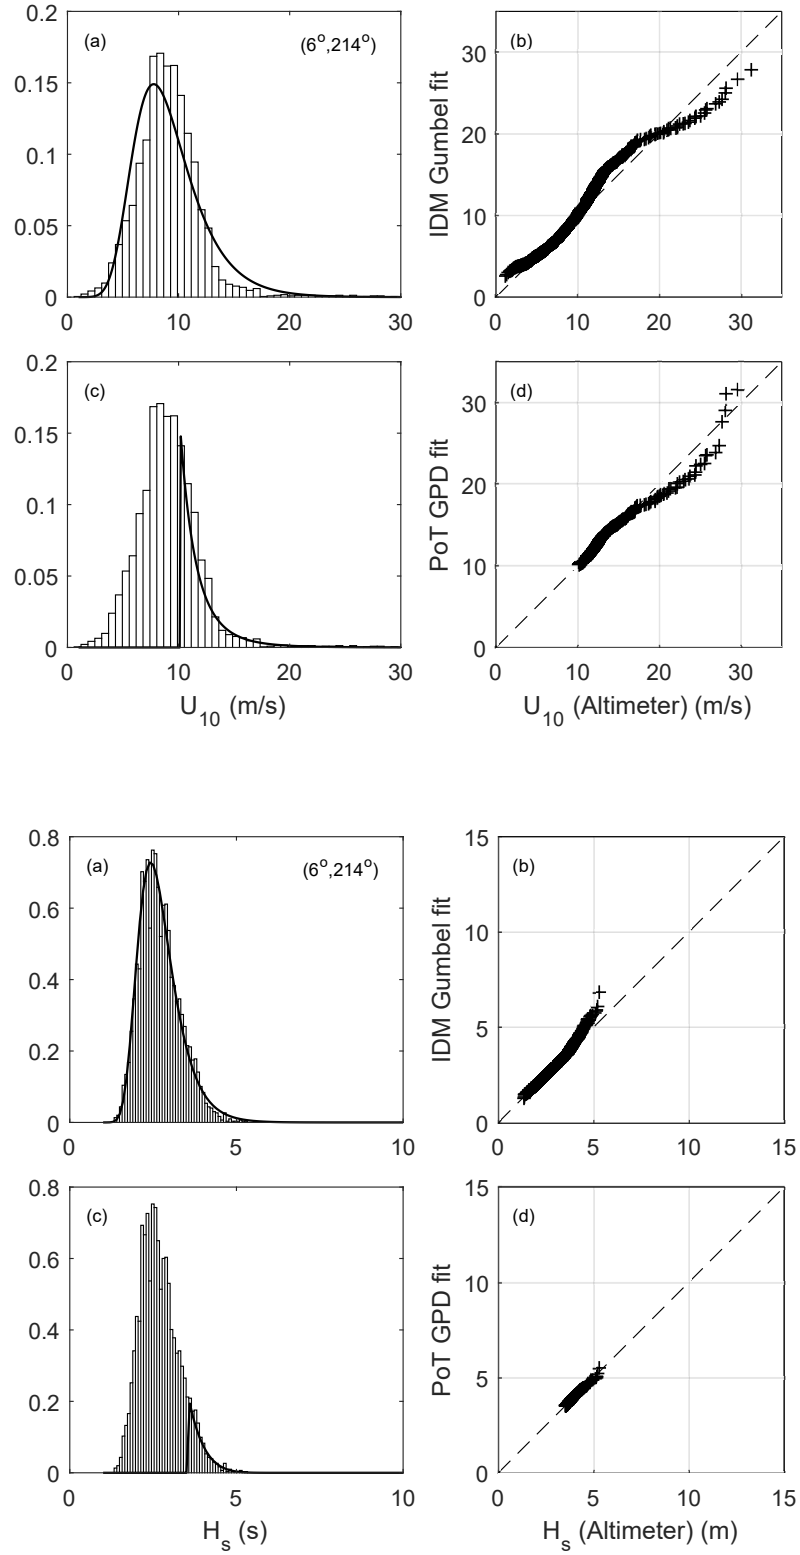 0.2
(a)
(6°,214°)
0.15
0.1
0.05
0
0 10 20 30
(b)
30
20
10
0
0 10 20 30
IDM Gumbel fit
0.2
(c)
0.15
0.1
0.05
0
0 10 20 30
U10 (m/s)
(d)
30
20
10
0
0 10 20 30
PoT GPD fit
U10 (Altimeter) (m/s)
0.8
(a)
(6°,214°)
0.6
0.4
0.2
0
0 5 10
15
(b)
10
5
0
0 5 10 15
IDM Gumbel fit
0.8
(c)
0.6
0.4
0.2
0
0 5 10
Hs (s)
15
(d)
10
5
0
0 5 10 15
PoT GPD fit
Hs (Altimeter) (m)